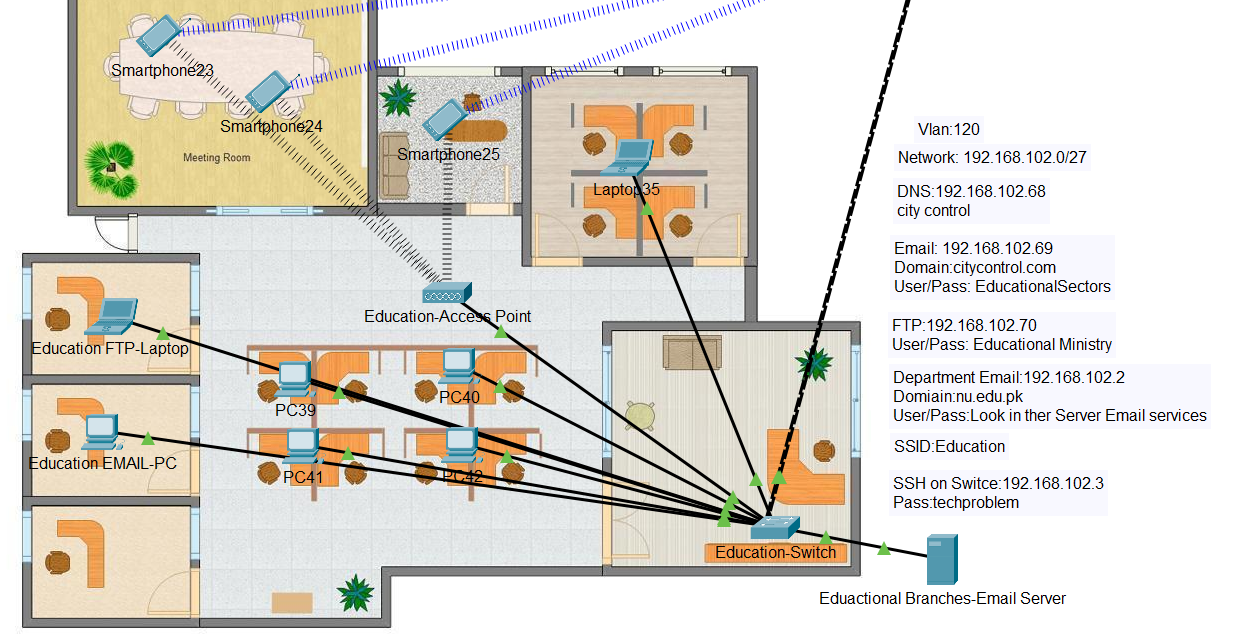 Smartphone23
Smartphone24
Meeting Room
Smartphone25
Laptop35
Education-Access Point
Education FTP-Laptop
PC39
PC40
Education EMAIL-PC
PC41
PC42
Education-Switch
Eduactional Branches-Email Server
Vlan:120
Network: 192.168.102.0/27
DNS:192.168.102.68
city control
Email: 192.168.102.69
Domain:citycontrol.com
User/Pass: EducationalSectors
FTP:192.168.102.70
User/Pass: Educational Ministry
Department Email:192.168.102.2
Domiain:nu.edu.pk
User/Pass:Look in ther Server Email services
SSID:Education
SSH on Switce:192.168.102.3
Pass:techproblem